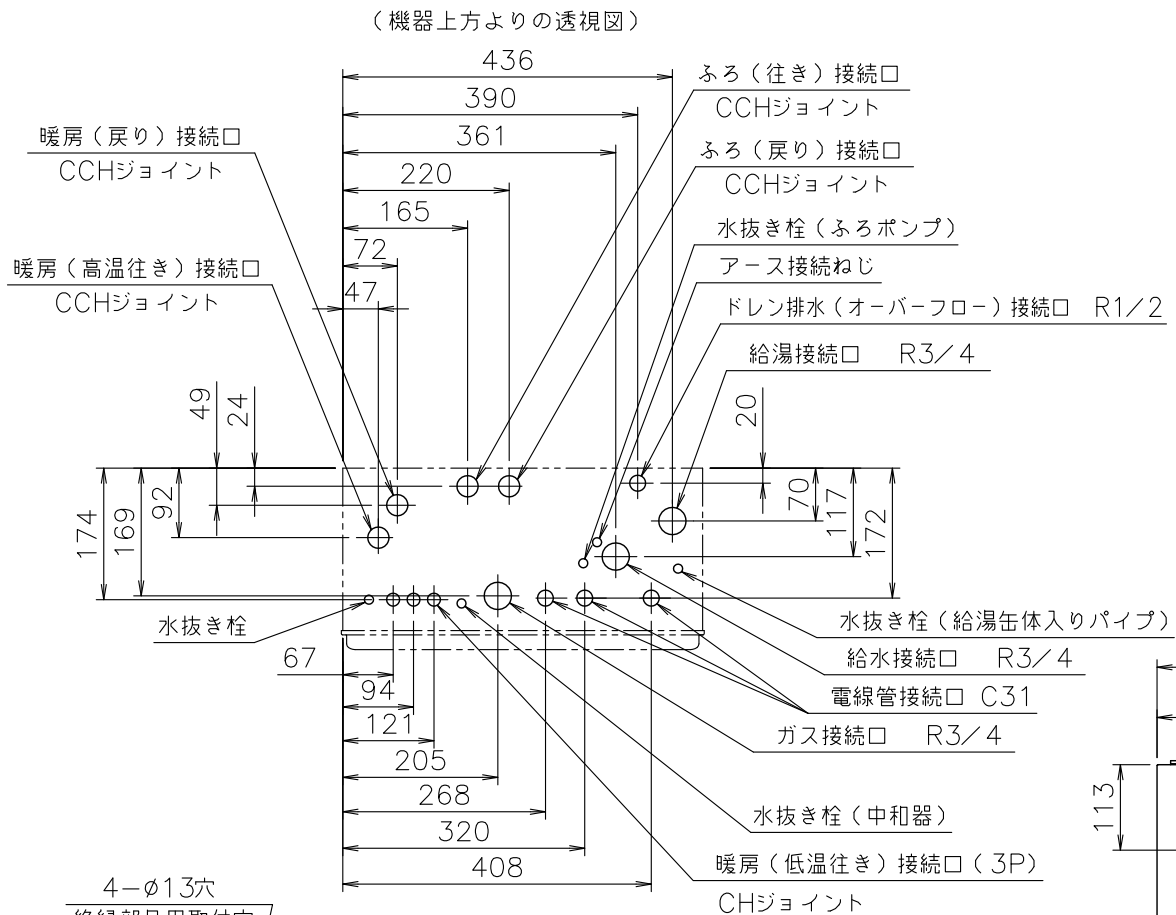 (機器上方よりの透視図)
436
ふろ(往き)接続口
CCHジョイント
390
暖房(戻り)接続口
CCHジョイント
361
ふろ(戻り)接続口
CCHジョイント
220
165
水抜き栓(ふろポンプ)
72
アース接続ねじ
暖房(高温往き)接続口
CCHジョイント
47
ドレン排水(オーバーフロー)接続口 R1/2
給湯接続口 R3/4
49
24
20
92
174
169
70
117
172
水抜き栓
水抜き栓(給湯缶体入りパイプ)
67
給水接続口 R3/4
94
電線管接続口 C31
121
ガス接続口 R3/4
205
268
113
水抜き栓(中和器)
320
暖房(低温往き)接続口(3P)
CHジョイント
408
4-φ13穴